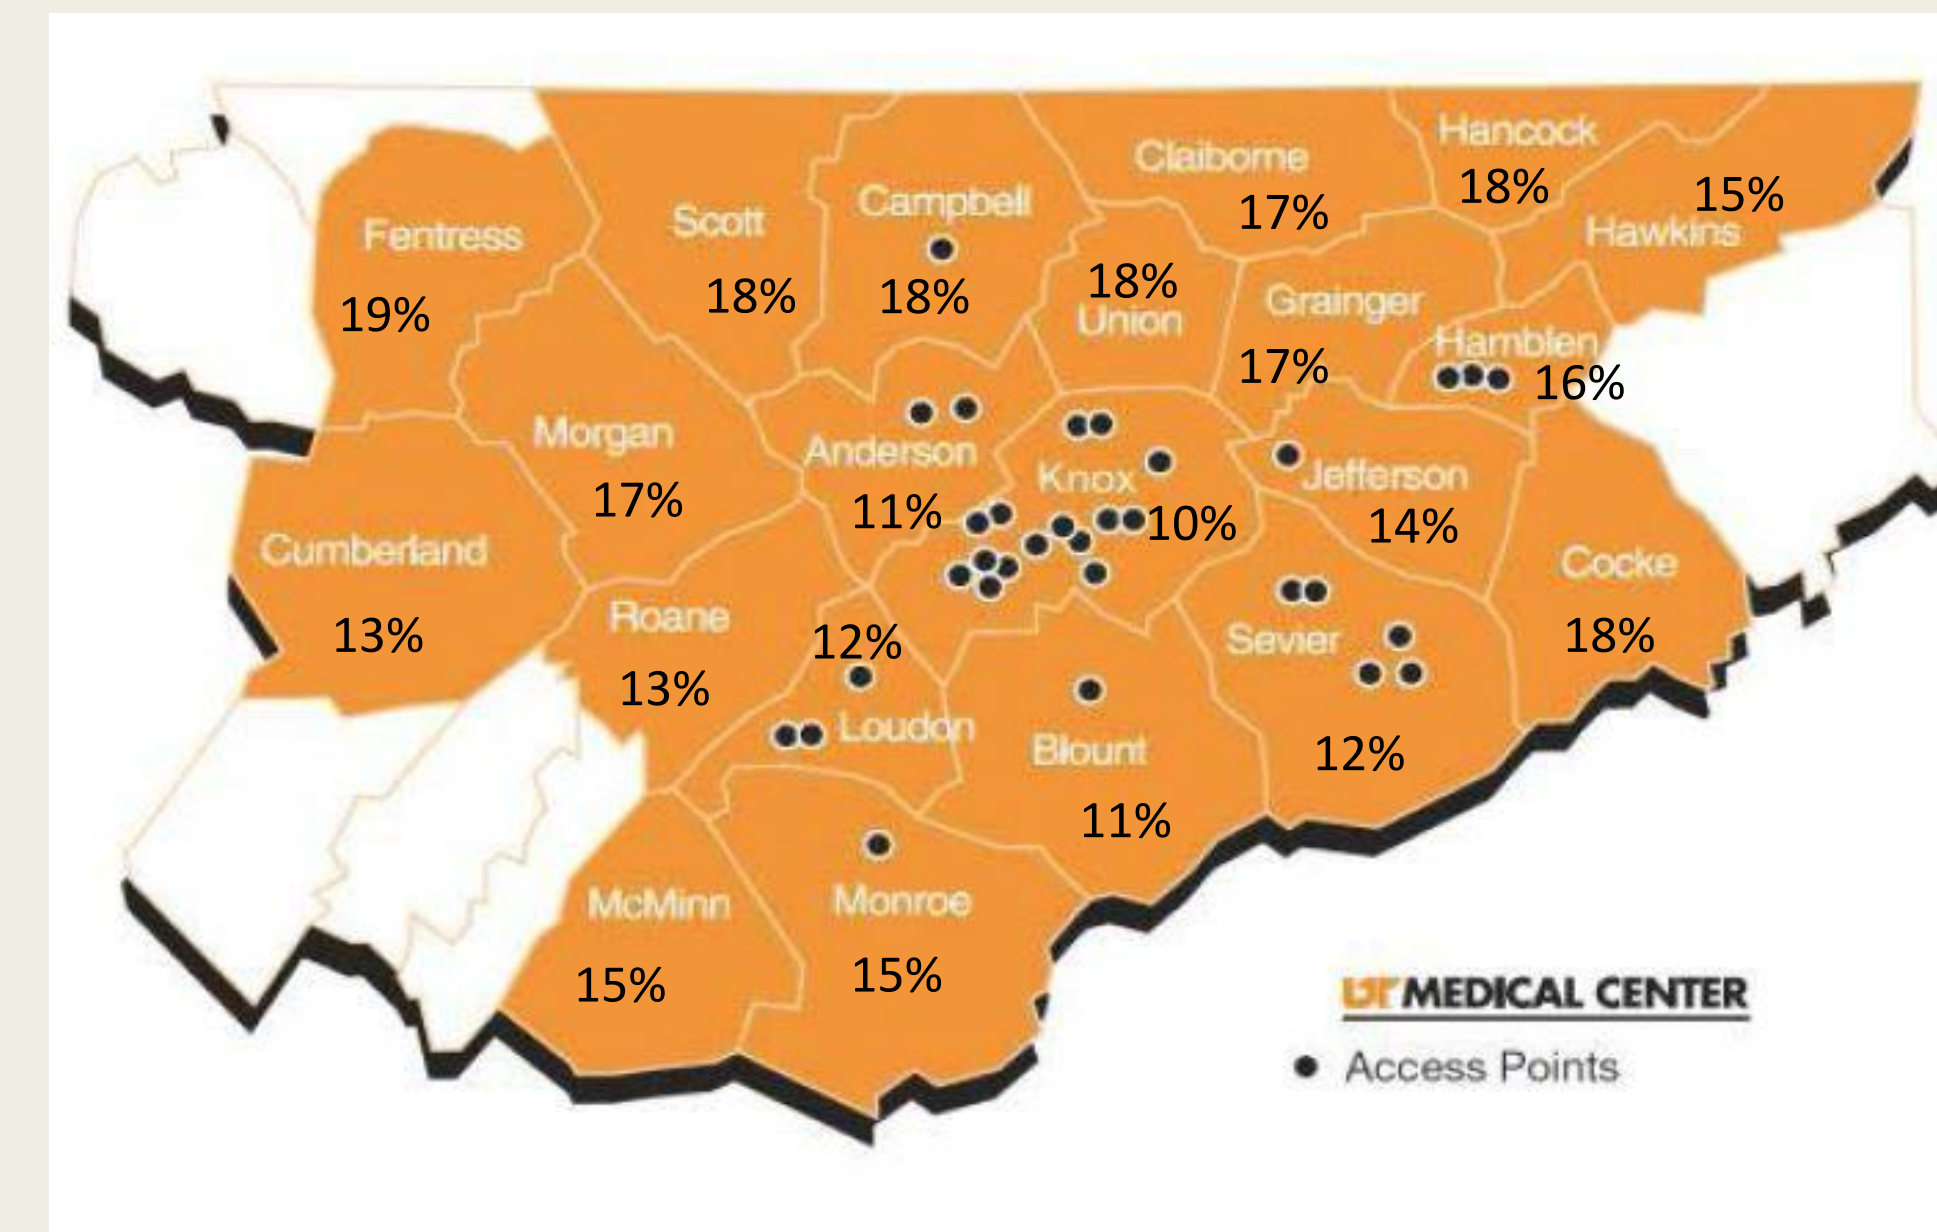 Hancock
Claiborne
18%
15%
Campbell
17%
Hawkins
Scott
Fentress
18%
18%
18%
Union
Grainger
19%
Hamblen
17%
16%
Morgan
Anderson
Knox
Jefferson
17%
11%
10%
14%
Cumberland
Cocke
Roane
12%
Sevier
13%
18%
13%
Loudon
Blount
12%
11%
McMinn
Monroe
15%
15%
UT MEDICAL CENTER
Access Points